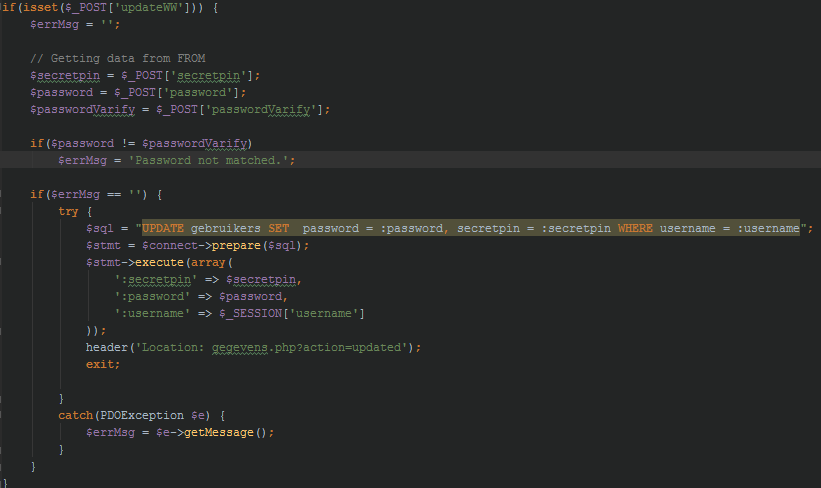 if(isset($_POST['updateWW'])) {
$errMsg = '';
// Getting data from FROM
$secretpin = $_POST['secretpin'];
$password = $_POST['password'];
$passwordVarify = $_POST['passwordVarify'];
if($password != $passwordVarify)
$errMsg = 'Password not matched.';
if($errMsg == '') {
try {
$sql = "UPDATE gebruikers SET  password = :password, secretpin = :secretpin WHERE username = :username";
$stmt = $connect->prepare($sql);
$stmt->execute(array(
':secretpin' => $secretpin,
':password' => $password,
':username' => $_SESSION['username']
));
header('Location: gegevens.php?action=updated');
exit;
}
catch(PDOException $e) {
$errMsg = $e->getMessage();
}
}
}